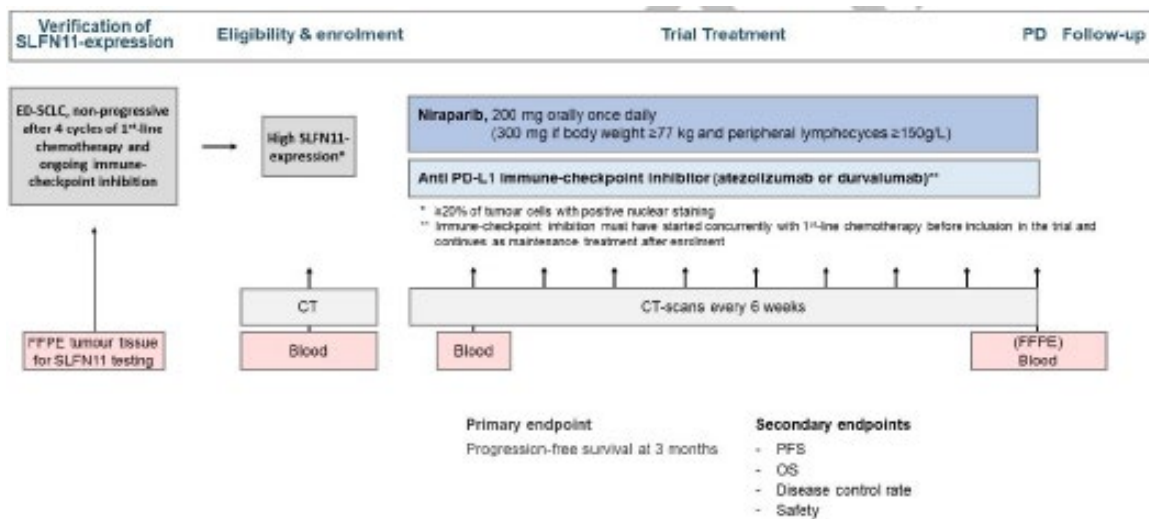 Verification of
SLFN11-expression
Eligibility & enrolment
Trial Treatment
PD
Follow-up
ED-SCLC, non-progressive
after 4 cycles of 1st-line
chemotherapy and
ongoing immune-
checkpoint inhibition
High SLFN11-
expression*
Niraparib, 200 mg orally once daily
(300 mg if body weight ≥77 kg and peripheral lymphocyces ≥150g/L)
Anti PD-L1 immune-checkpoint inhibitor (atezolizumab or durvalumab)**
* ≥20% of tumour cells with positive nuclear staining
** Immune-checkpoint inhibition must have started concurrently with 1st-line chemotherapy before inclusion in the trial and
continues as maintenance treatment after enrolment
CT
CT-scans every 6 weeks
FFPE tumour tissue
for SLFN11 testing
Blood
Blood
(FFPE)
Blood
Primary endpoint
Progression-free survival at 3 months
Secondary endpoints
- PFS
- OS
- Disease control rate
- Safety